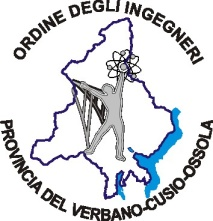 ORDINE DEGLI INGEGNERI
PROVINCIA DEL VERBANO-CUSIO-OSSOLA